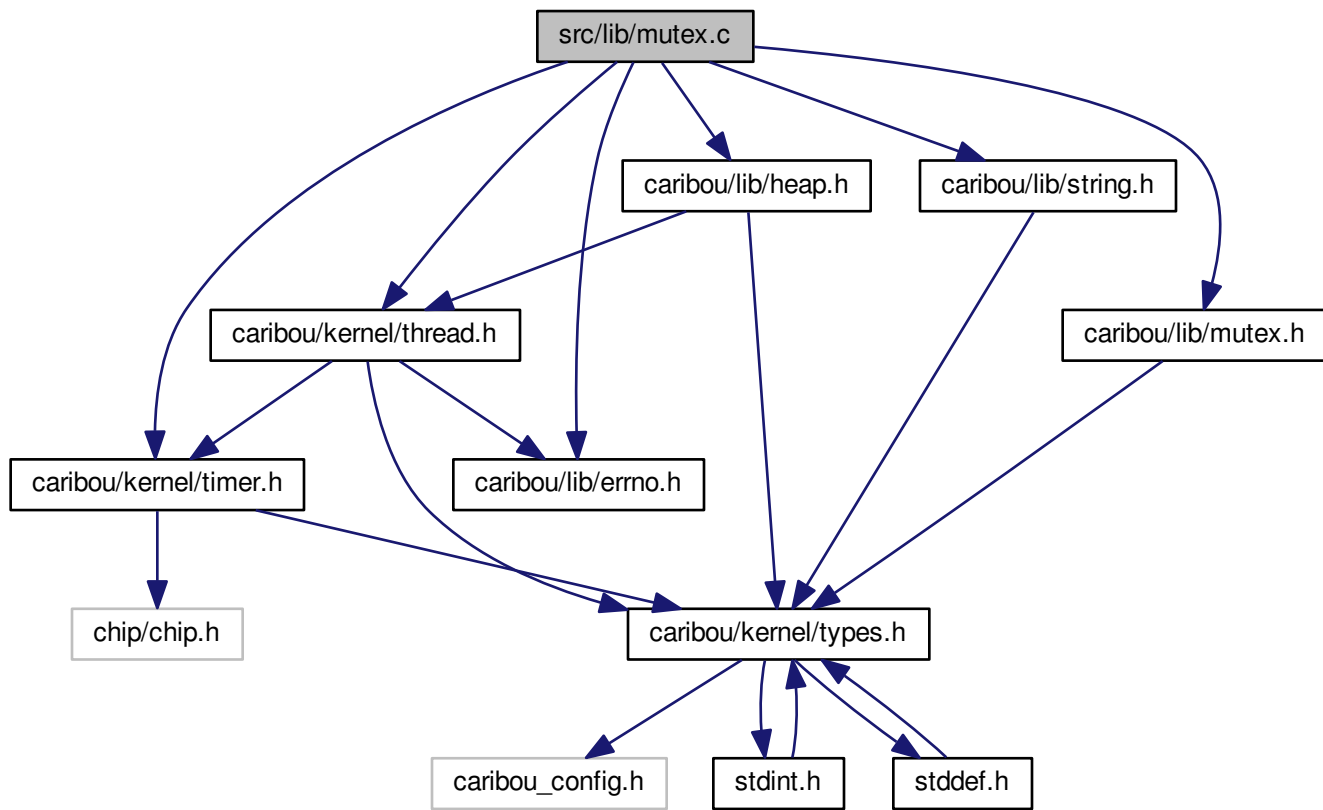 src/lib/mutex.c
caribou/lib/heap.h
caribou/lib/string.h
caribou/kernel/thread.h
caribou/lib/mutex.h
caribou/kernel/timer.h
caribou/lib/errno.h
chip/chip.h
caribou/kernel/types.h
caribou_config.h
stdint.h
stddef.h